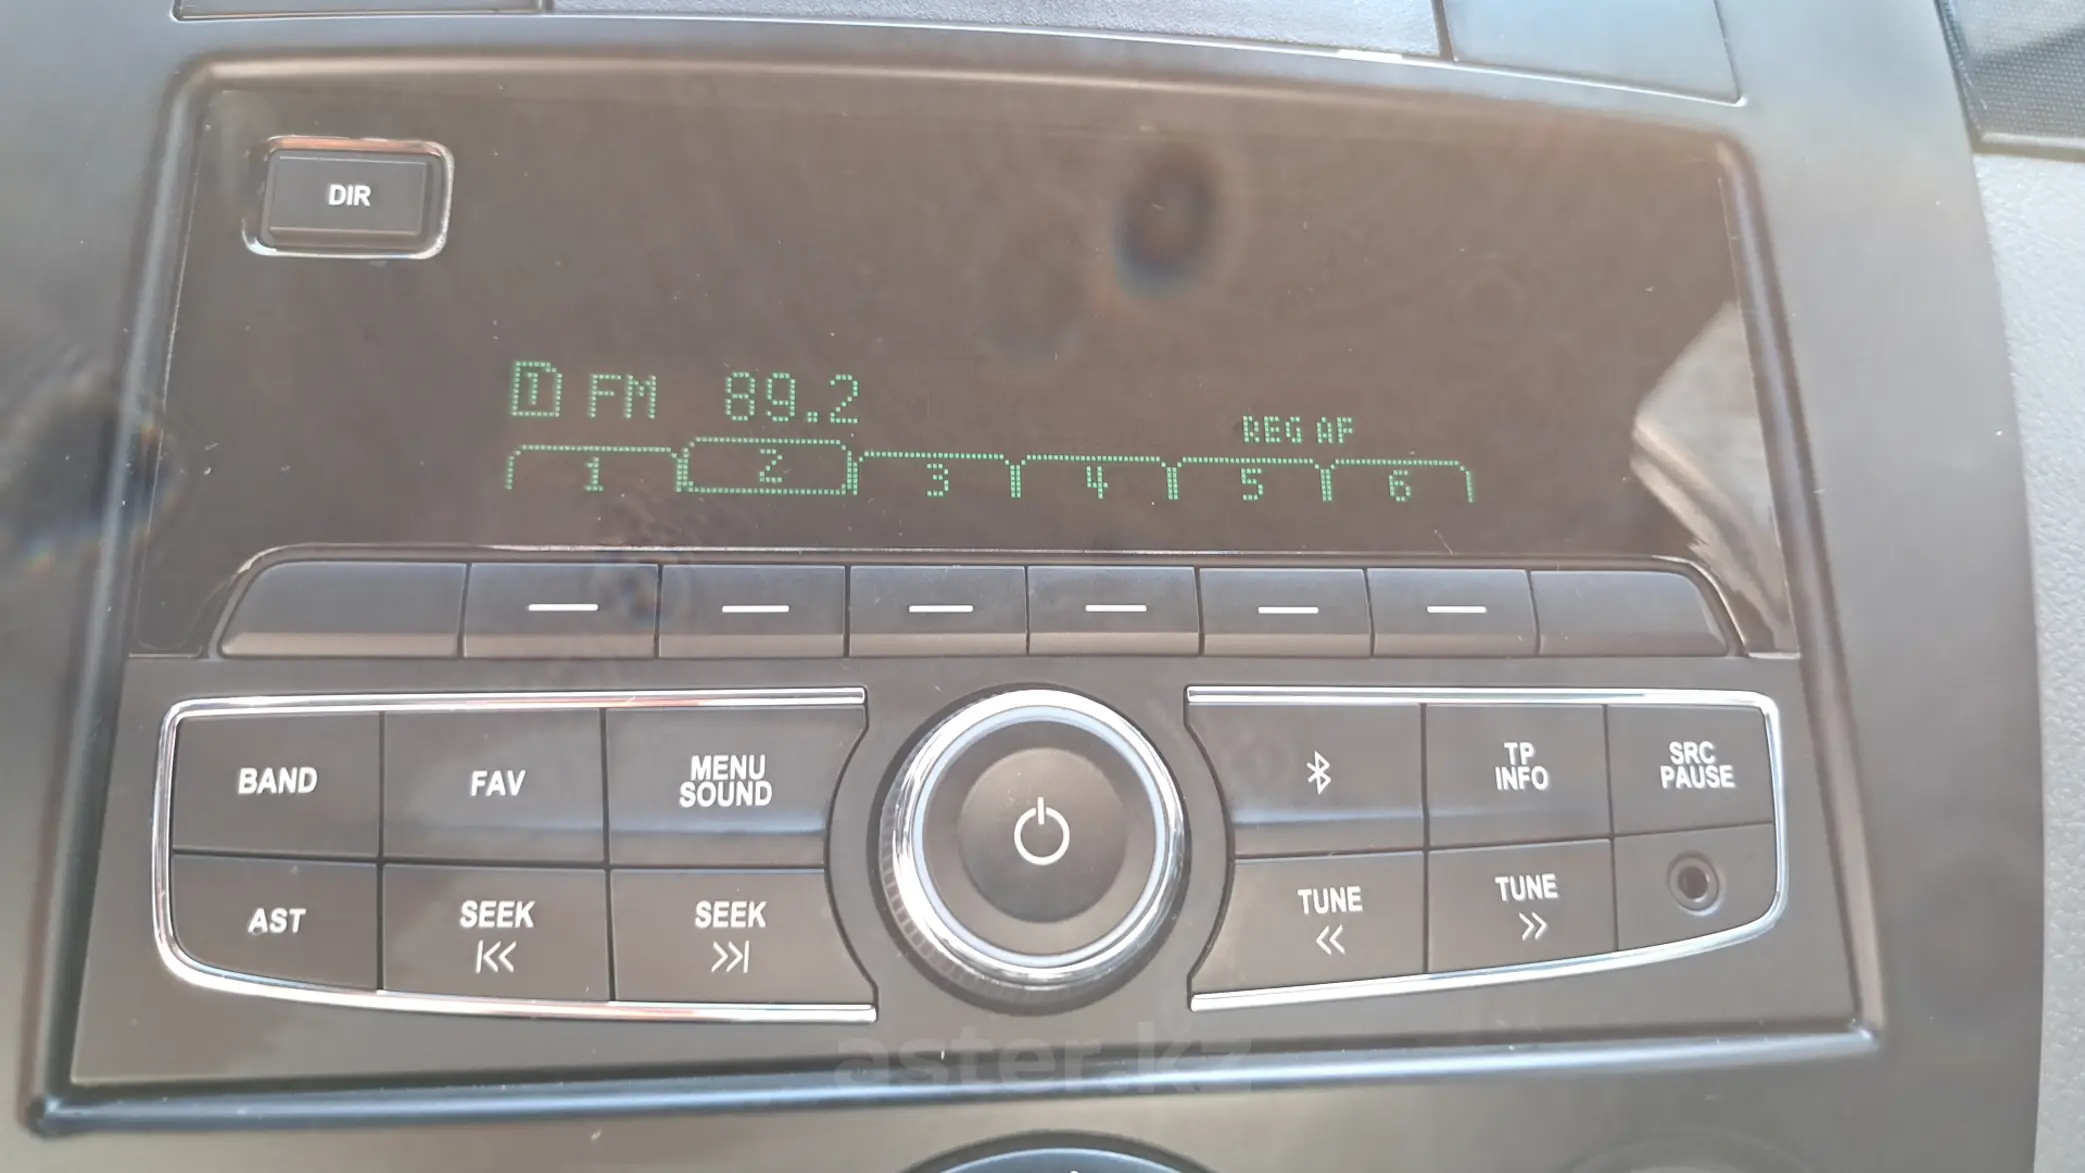 DIR
1 FM 89.2
REG AF
1 2 3 4 5 6
BAND FAV MENU
SOUND
TP
INFO
SRC
PAUSE
AST SEEK SEEK
TUNE TUNE
aster.kz